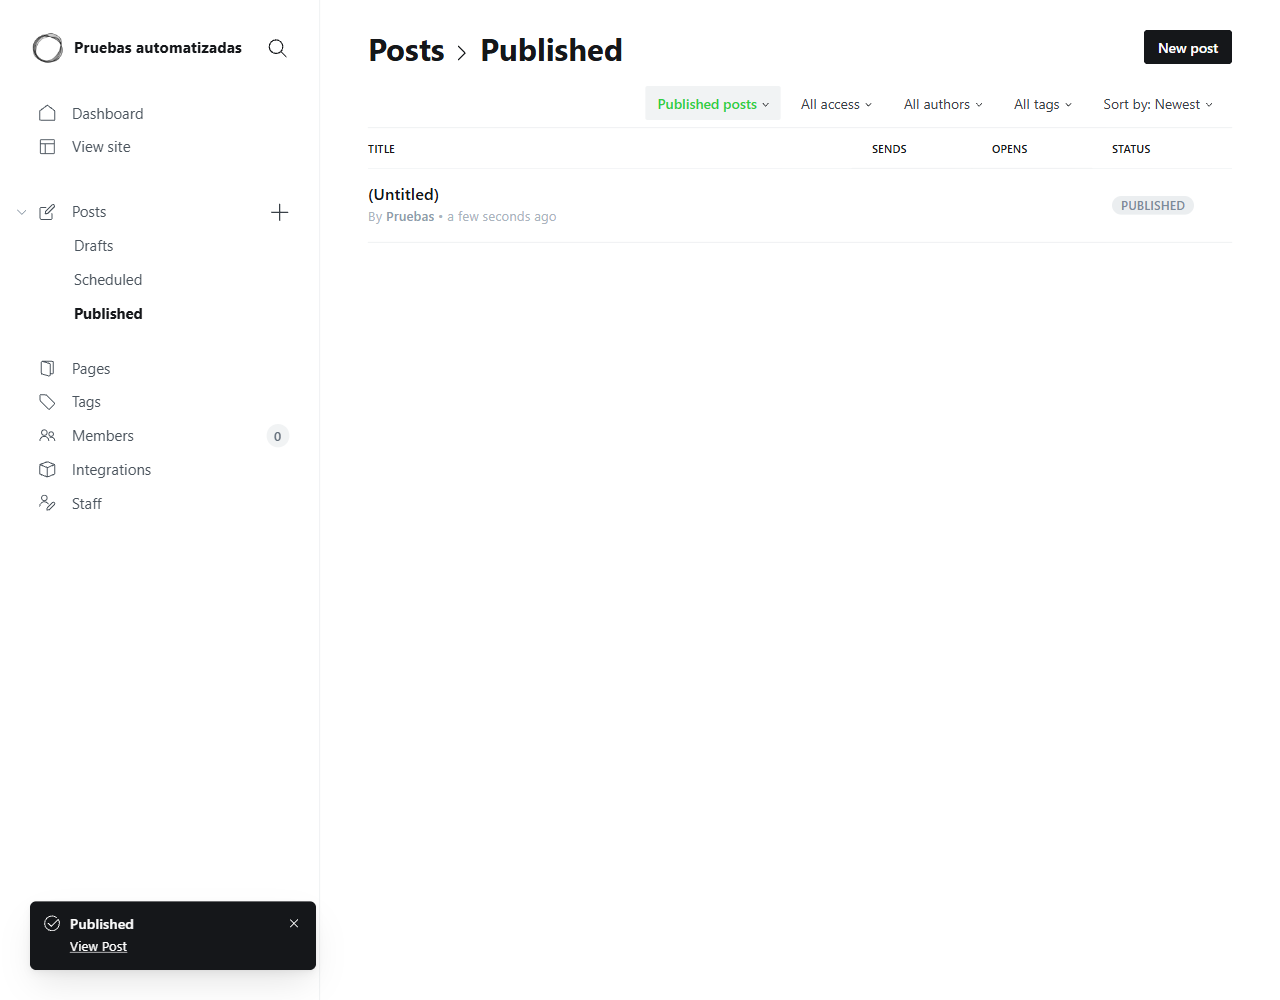 Pruebas automatizadas
Dashboard
View site
Posts
Drafts
Scheduled
Published
Pages
Tags
Members 0
Integrations
Staff
Posts > Published
New post
Published posts All access All authors All tags Sort by: Newest
TITLE SENDS OPENS STATUS
(Untitled)
By Pruebas • a few seconds ago
PUBLISHED
Published
View Post